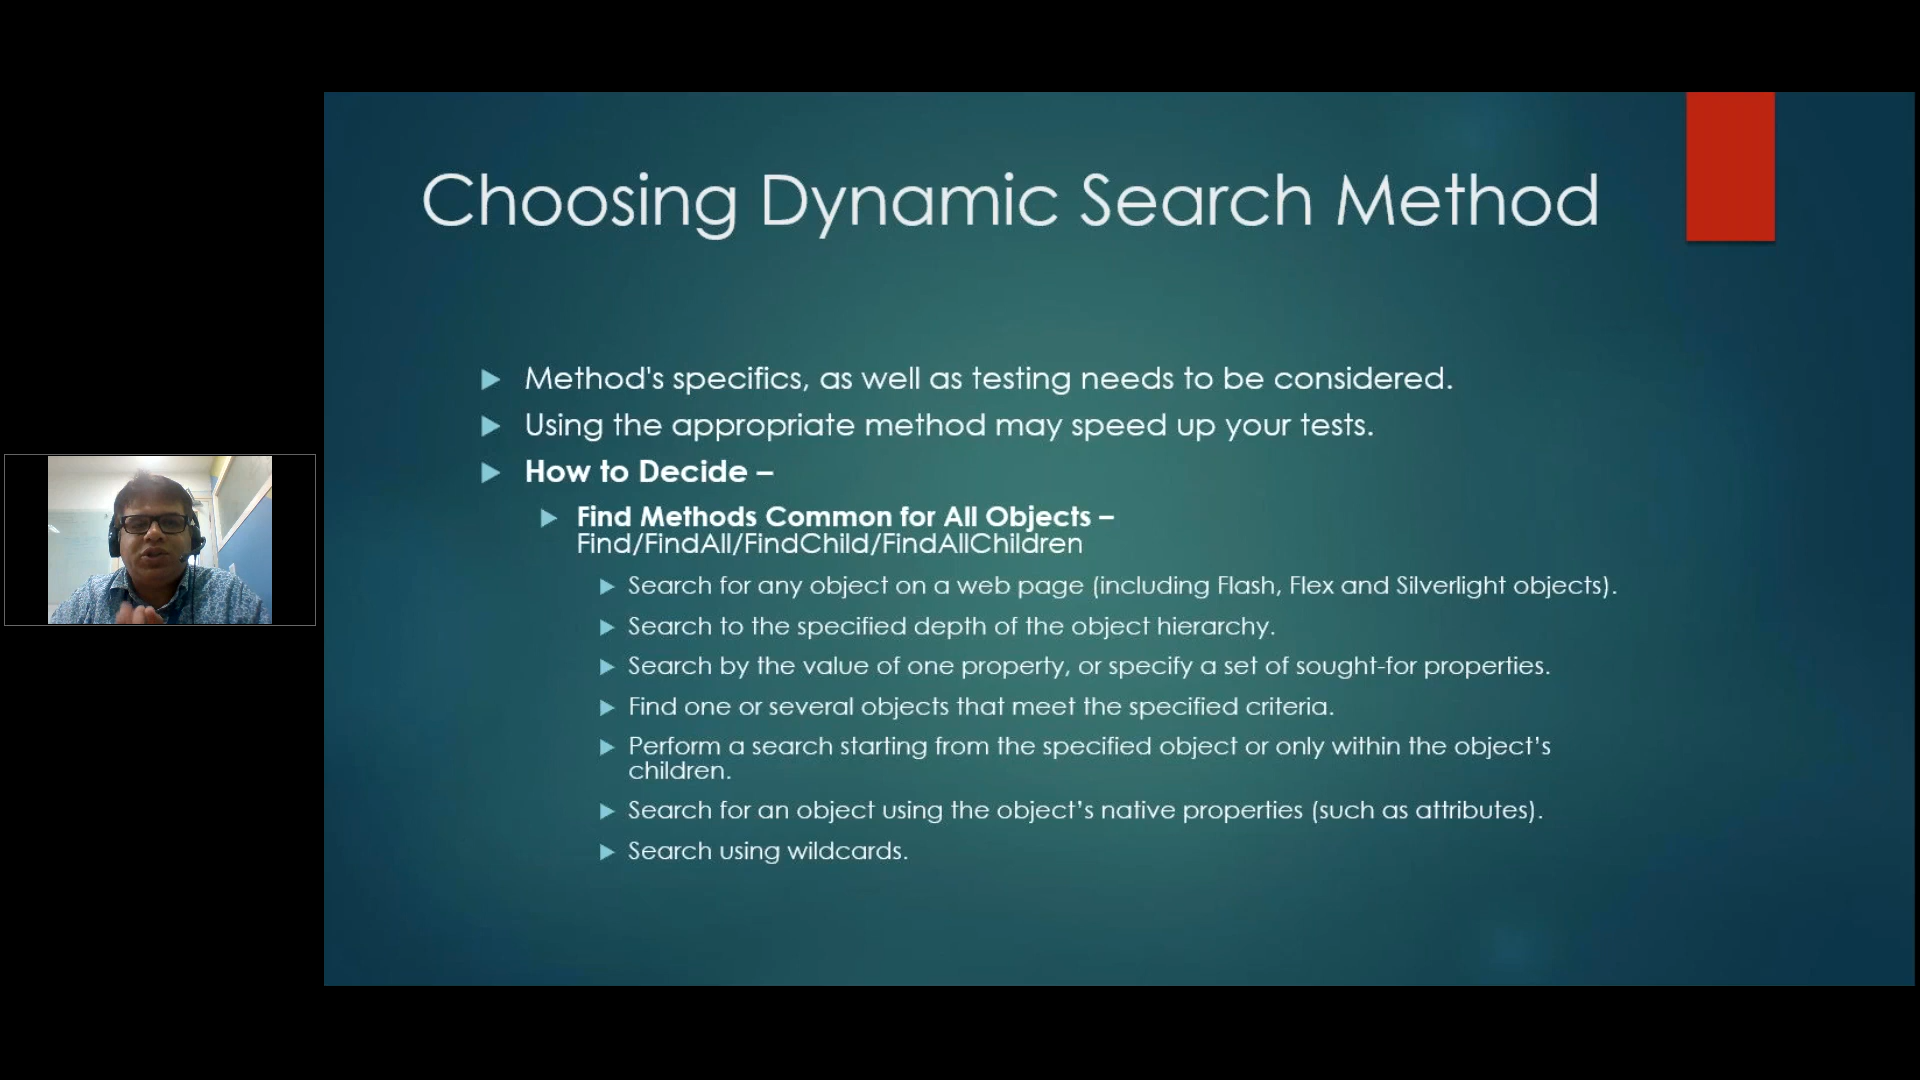 Choosing Dynamic Search Method
Method's specifics, as well as testing needs to be considered.
Using the appropriate method may speed up your tests.
How to Decide –
Find Methods Common for All Objects –
Find/FindAll/FindChild/FindAllChildren
Search for any object on a web page (including Flash, Flex and Silverlight objects).
Search to the specified depth of the object hierarchy.
Search by the value of one property, or specify a set of sought-for properties.
Find one or several objects that meet the specified criteria.
Perform a search starting from the specified object or only within the object’s
children.
Search for an object using the object’s native properties (such as attributes).
Search using wildcards.